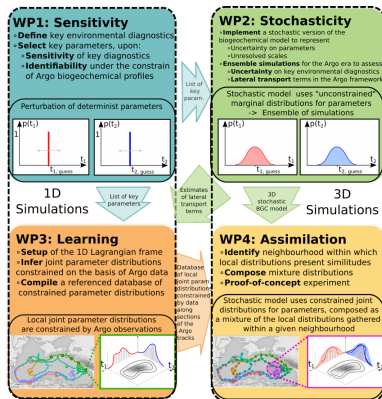 WP1: Sensitivity
Define key environmental diagnostics
Select key parameters, upon:
Sensitivity of key diagnostics
Identifiability under the constrain
of Argo biogeochemical profiles
Perturbation of determinist parameters
p(t1)
1
t1
t1, guess
p(t2)
1
t2
t2, guess
List of
key
param.
WP2: Stochasticity
Implement a stochastic version of the
biogeochemical model to represent
Uncertainty on parameters
Unresolved scales
Ensemble simulations for the Argo era to assess
Uncertainty on key environmental diagnostics
Lateral transport terms in the Argo framework
Stochastic model uses "unconstrained"
marginal distributions for parameters
-> Ensemble of simulations
p(t1)
t1
t1, guess
p(t2)
t2
t2, guess
1D
Simulations
List of key
parameters
Estimates
of lateral
transport
terms
3D
stochastic
BGC model
3D
Simulations
WP3: Learning
Setup of the 1D Lagrangian frame
Infer joint parameter distributions
constrained on the basis of Argo data
Compile a referenced database of
constrained parameter distributions
Local joint parameter distributions
are constrained by Argo observations
t1
t2
Database
of local
joint param
distributions
constrained
by data
along
sections
of the
Argo
tracks
WP4: Assimilation
Identify neighbourhood within which
local distributions present similitudes
Compose mixture distributions
Proof-of-concept experiment
Stochastic model uses constrained joint
distributions for parameters, composed as
a mixture of the local distributions gathered
within a given neighbourhood
t1
t2